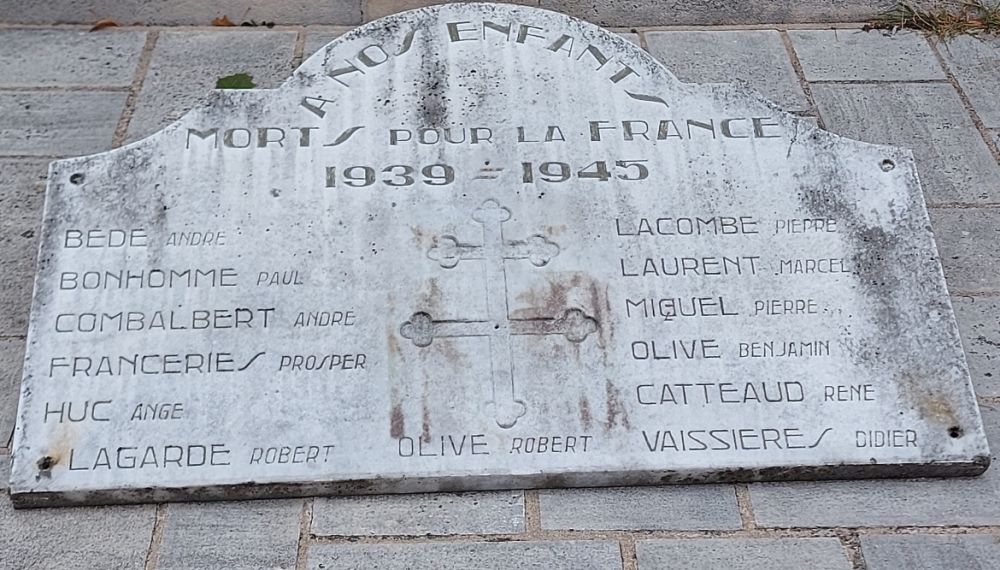 A NOS ENFANTS
MORTS POUR LA FRANCE
1939 - 1945
BEDE ANDRE
BONHOMME PAUL
COMBALBERT ANDRE
FRANCERIES PROSPER
HUC ANGE
LAGARDE ROBERT
OLIVE ROBERT
LACOMBE PIERRE
LAURENT MARCEL
MIQUEL PIERRE
OLIVE BENJAMIN
CATTEAUD RENE
VAISSIERES DIDIER